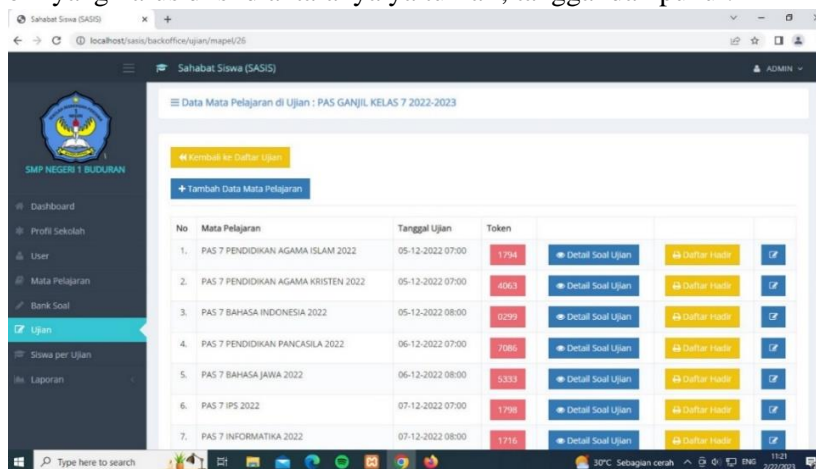 Sahabat Siswa (SASIS)
localhost/sasis/backoffice/ujian/mapel/26
Sahabat Siswa (SASIS)
ADMIN
SMP NEGERI 1 BUDURAN
Dashboard
Profil Sekolah
User
Mata Pelajaran
Bank Soal
Ujian
Siswa per Ujian
Laporan
Data Mata Pelajaran di Ujian : PAS GANJIL KELAS 7 2022-2023
Kembali ke Daftar Ujian
+ Tambah Data Mata Pelajaran
No Mata Pelajaran Tanggal Ujian Token
1. PAS 7 PENDIDIKAN AGAMA ISLAM 2022 05-12-2022 07:00 1794 Detail Soal Ujian Daftar Hadir
2. PAS 7 PENDIDIKAN AGAMA KRISTEN 2022 05-12-2022 07:00 4063 Detail Soal Ujian Daftar Hadir
3. PAS 7 BAHASA INDONESIA 2022 05-12-2022 08:00 0299 Detail Soal Ujian Daftar Hadir
4. PAS 7 PENDIDIKAN PANCASILA 2022 06-12-2022 07:00 7086 Detail Soal Ujian Daftar Hadir
5. PAS 7 BAHASA JAWA 2022 06-12-2022 08:00 5333 Detail Soal Ujian Daftar Hadir
6. PAS 7 IPS 2022 07-12-2022 07:00 1798 Detail Soal Ujian Daftar Hadir
7. PAS 7 INFORMATIKA 2022 07-12-2022 08:00 1716 Detail Soal Ujian Daftar Hadir
Type here to search
30°C Sebagian cerah
ENG
11:21